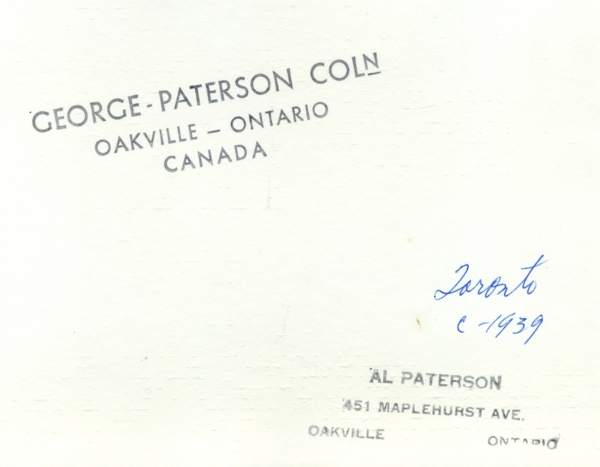 GEORGE-PATERSON COLN
OAKVILLE – ONTARIO
CANADA
Toronto
c-1939
AL PATERSON
451 MAPLEHURST AVE.
OAKVILLE ONTARIO